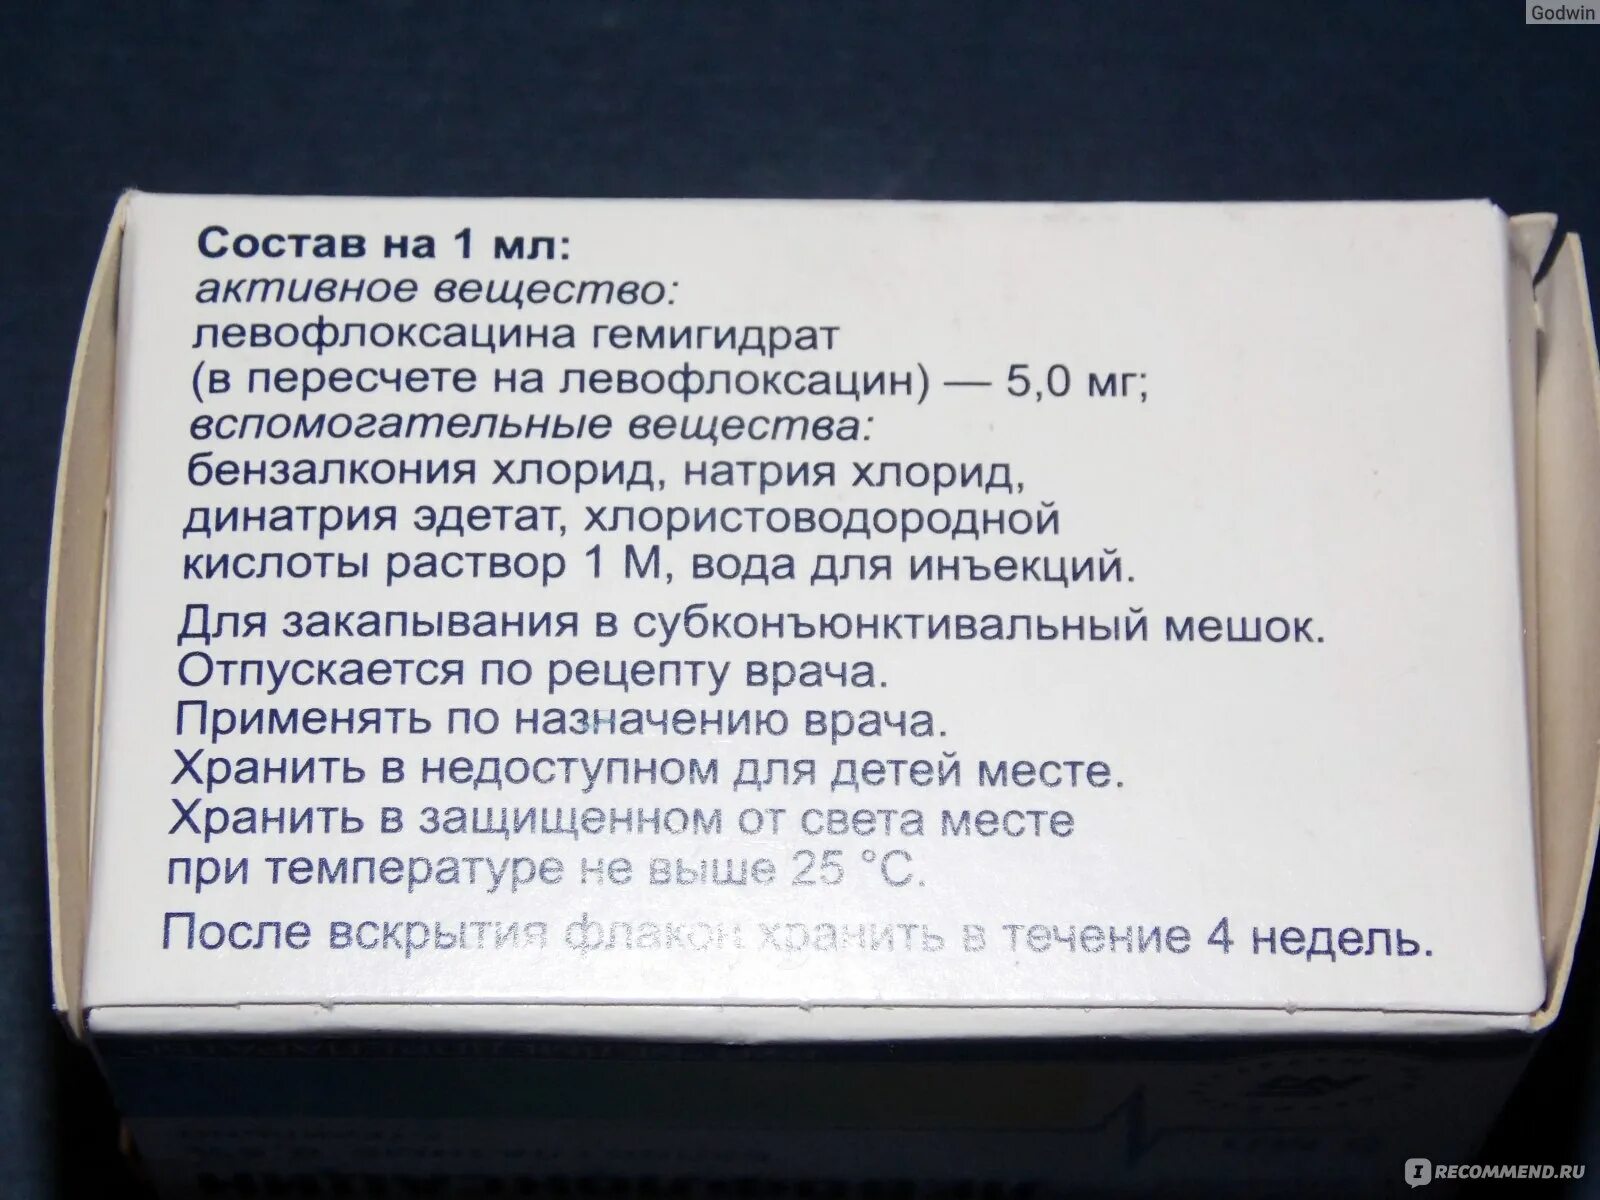 Godwin
Состав на 1 мл:
активное вещество:
левофлоксацина гемигидрат
(в пересчете на левофлоксацин) — 5,0 мг;
вспомогательные вещества:
бензалкония хлорид, натрия хлорид,
динатрия эдетат, хлористоводородной
кислоты раствор 1 М, вода для инъекций.
Для закапывания в субконъюнктивальный мешок.
Отпускается по рецепту врача.
Применять по назначению врача.
Хранить в недоступном для детей месте.
Хранить в защищенном от света месте
при температуре не выше 25 °С.
После вскрытия флакон хранить в течение 4 недель.
IRECOMMEND.RU